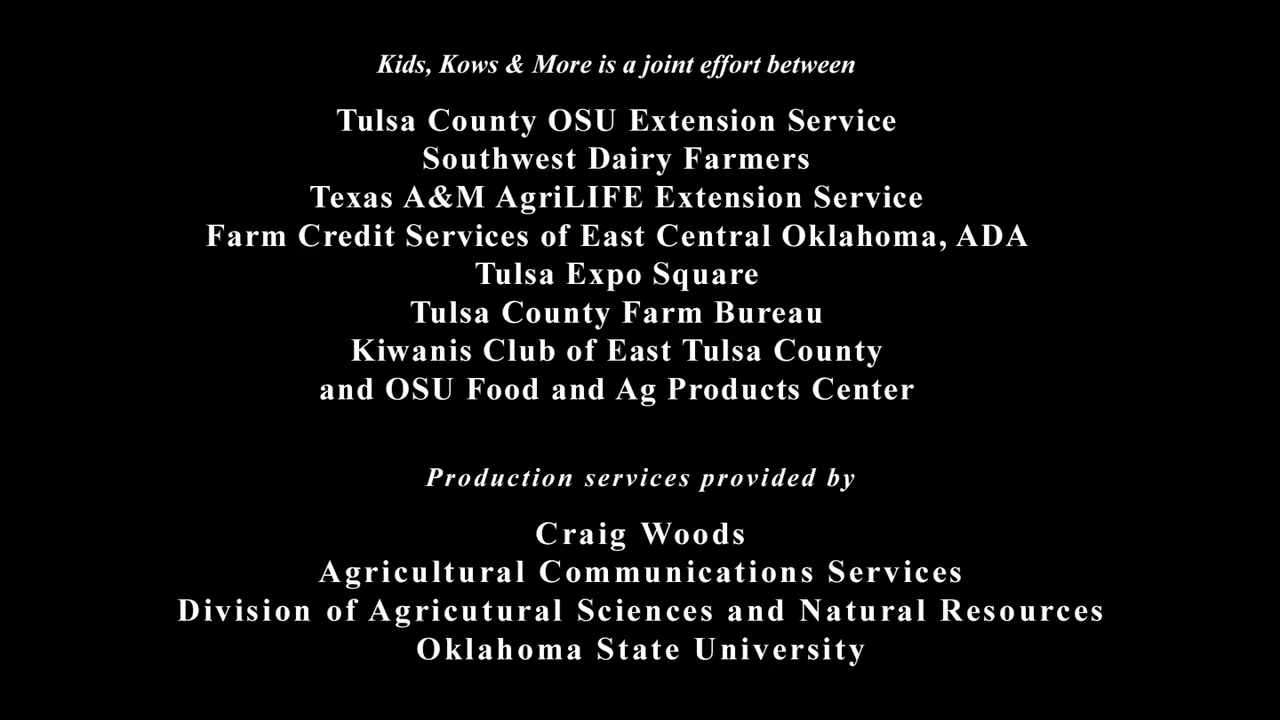 Kids, Kows & More is a joint effort between
Tulsa County OSU Extension Service
Southwest Dairy Farmers
Texas A&M AgriLIFE Extension Service
Farm Credit Services of East Central Oklahoma, ADA
Tulsa Expo Square
Tulsa County Farm Bureau
Kiwanis Club of East Tulsa County
and OSU Food and Ag Products Center
Production services provided by
Craig Woods
Agricultural Communications Services
Division of Agricutural Sciences and Natural Resources
Oklahoma State University